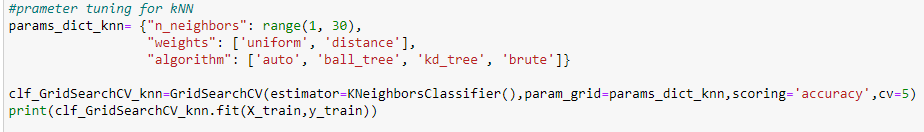 #prameter tuning for kNN
params_dict_knn= {"n_neighbors": range(1, 30),
"weights": ['uniform', 'distance'],
"algorithm": ['auto', 'ball_tree', 'kd_tree', 'brute']}
clf_GridSearchCV_knn=GridSearchCV(estimator=KNeighborsClassifier(),param_grid=params_dict_knn,scoring='accuracy',cv=5)
print(clf_GridSearchCV_knn.fit(X_train,y_train))